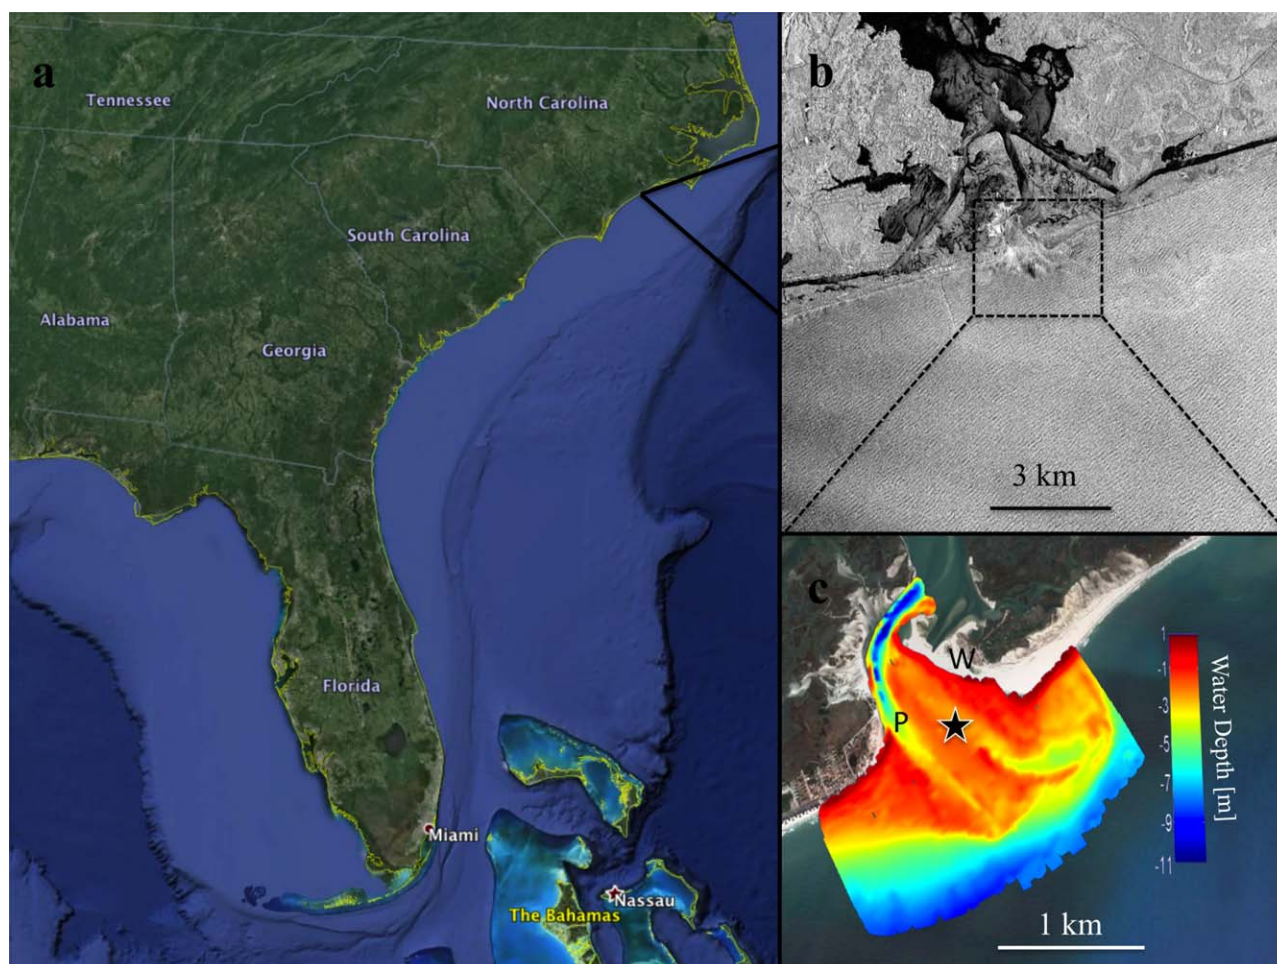 a
Tennessee
North Carolina
South Carolina
Alabama
Georgia
Florida
Miami
Nassau
The Bahamas
b
3 km
c
W
P
1
-1
-3
-5
-7
-9
-11
Water Depth [m]
1 km